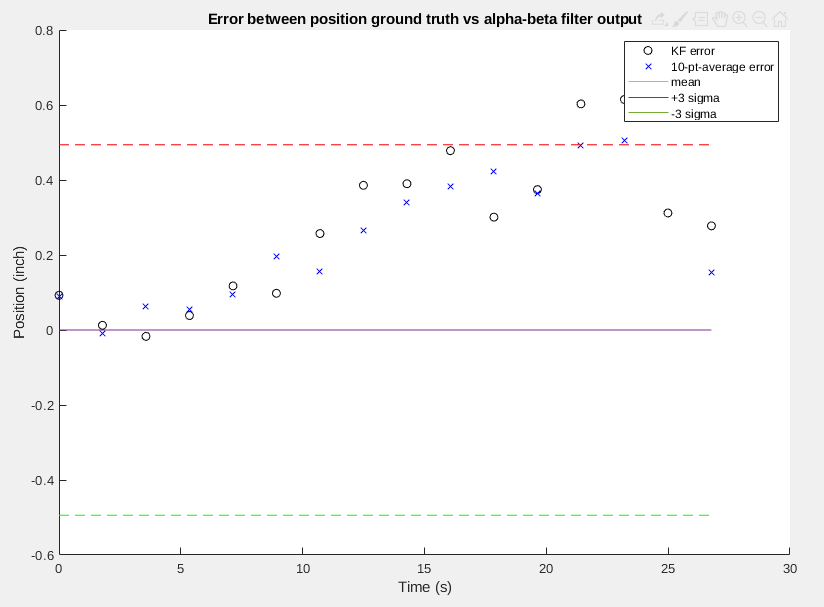 Error between position ground truth vs alpha-beta filter output
KF error
10-pt-average error
mean
+3 sigma
-3 sigma
0.8
0.6
0.4
0.2
0
-0.2
-0.4
-0.6
Position (inch)
0 5 10 15 20 25 30
Time (s)